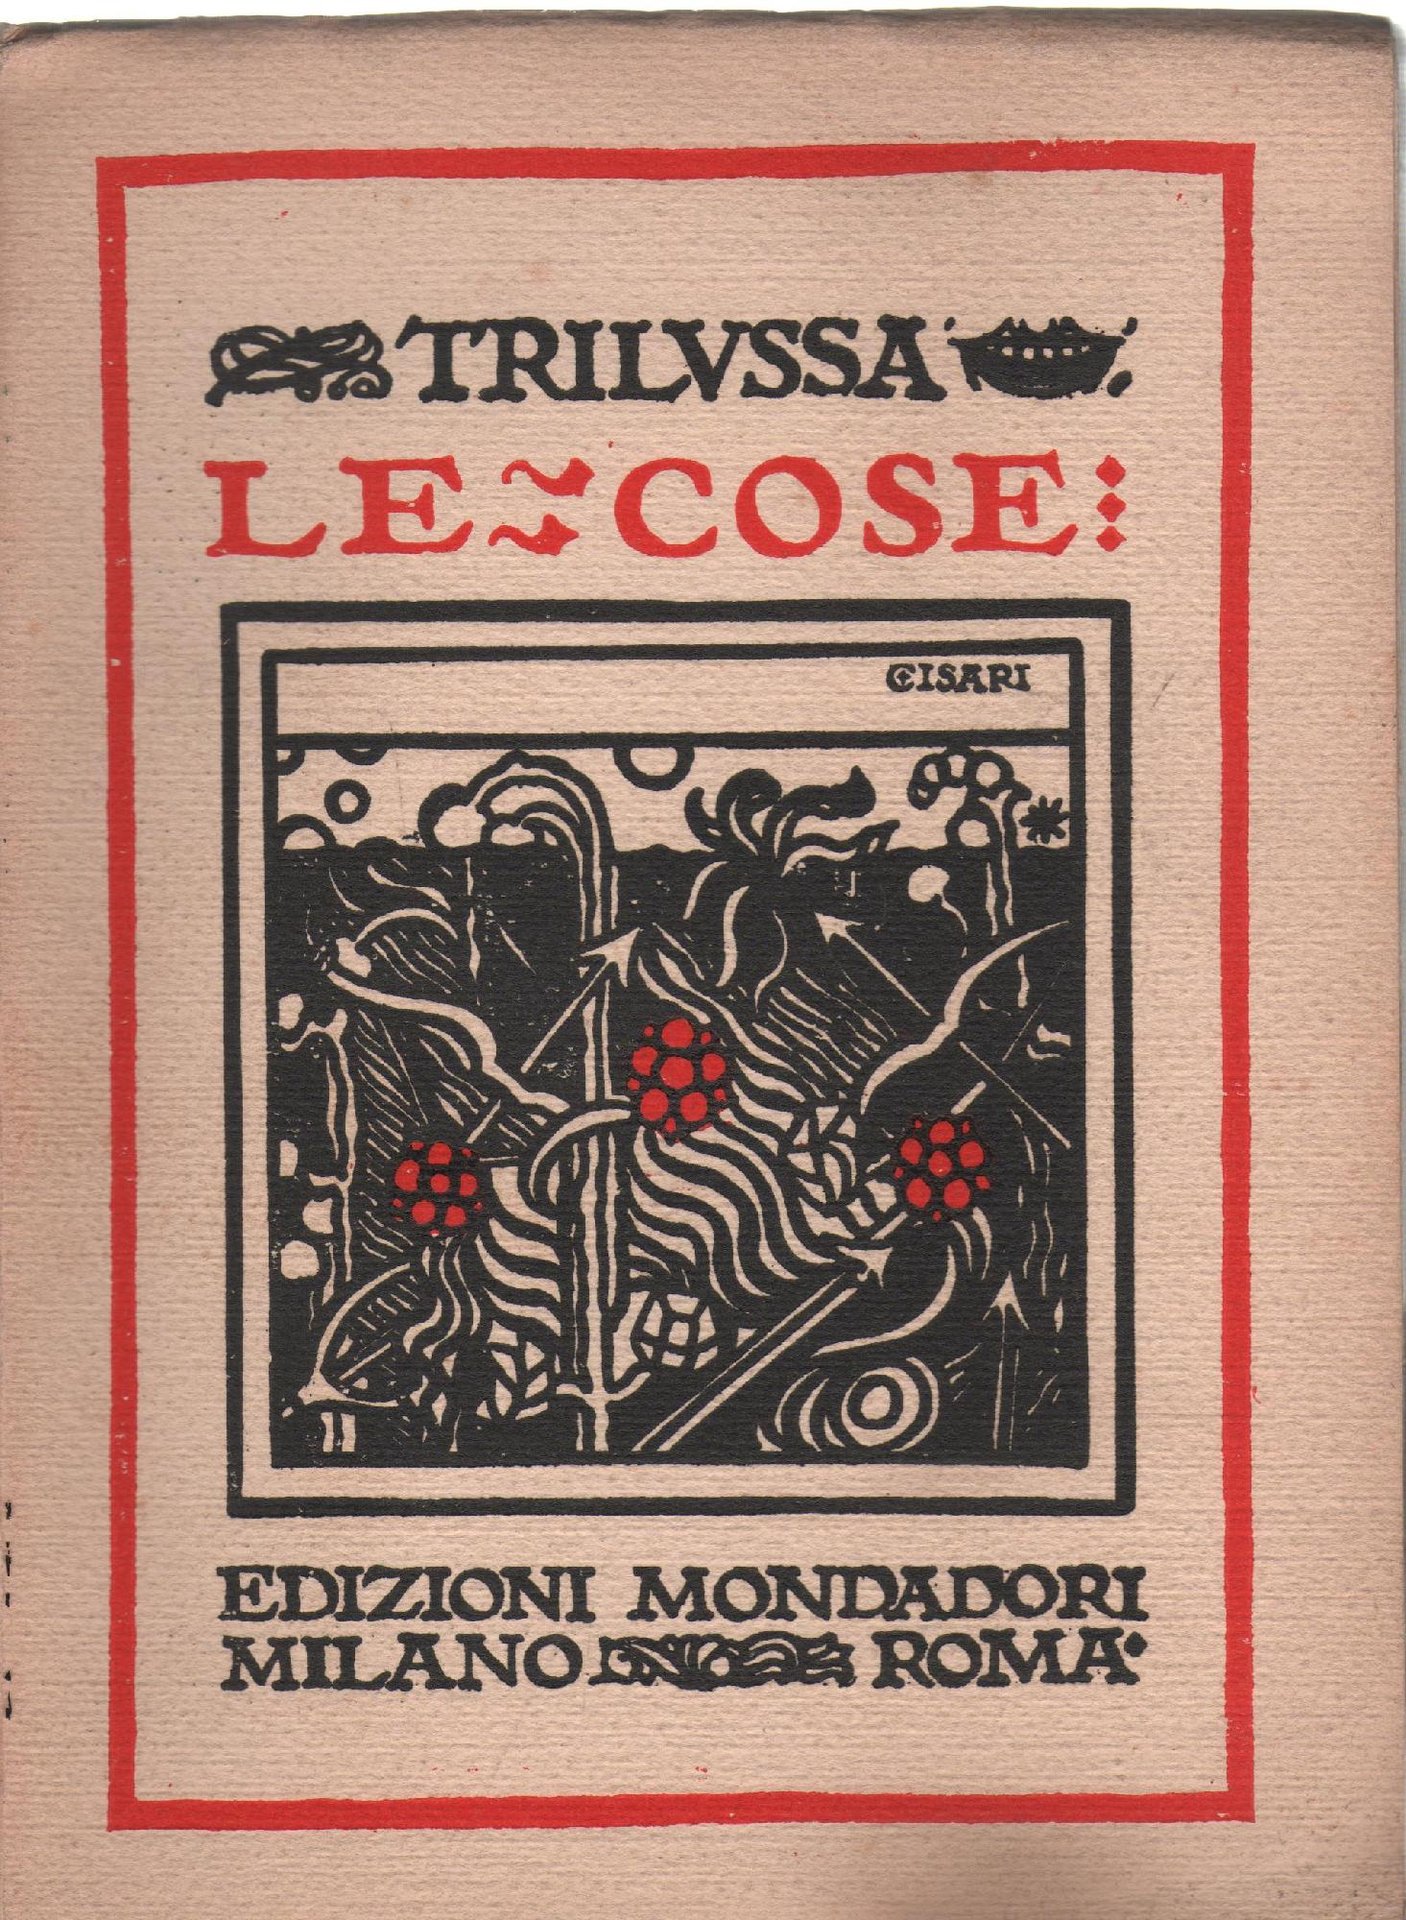 TRILVSSA
LE COSE
CISARI
EDIZIONI MONDADORI
MILANO ROMA